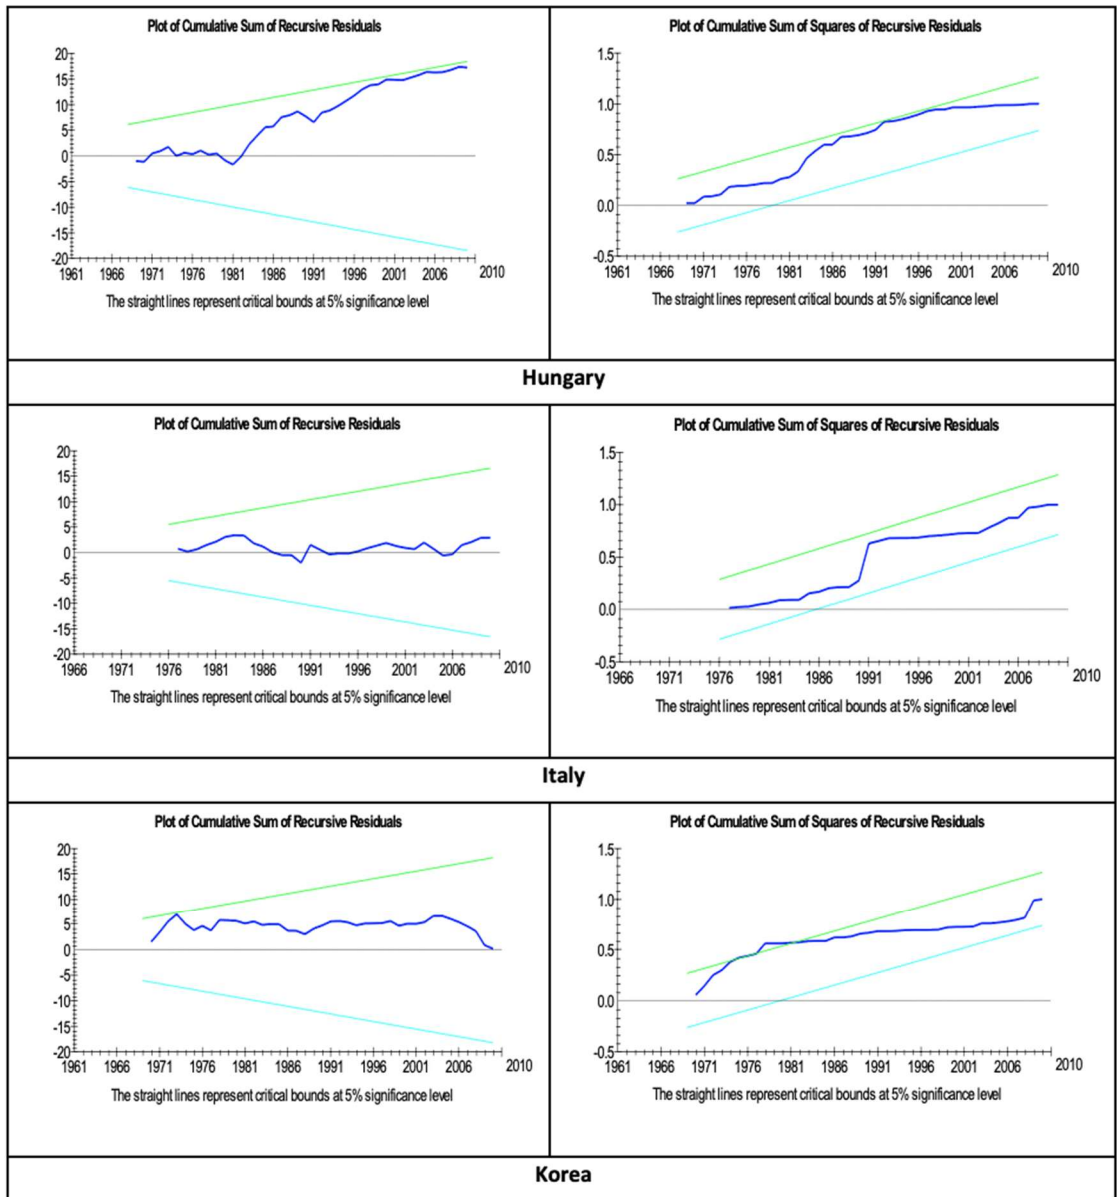 Plot of Cumulative Sum of Recursive Residuals
20
15
10
5
0
-5
-10
-15
-20
1961 1966 1971 1976 1981 1986 1991 1996 2001 2006 2010
The straight lines represent critical bounds at 5% significance level
Plot of Cumulative Sum of Squares of Recursive Residuals
1.5
1.0
0.5
0.0
-0.5
1961 1966 1971 1976 1981 1986 1991 1996 2001 2006 2010
The straight lines represent critical bounds at 5% significance level
Hungary
Plot of Cumulative Sum of Recursive Residuals
20
15
10
5
0
-5
-10
-15
-20
1966 1971 1976 1981 1986 1991 1996 2001 2006 2010
The straight lines represent critical bounds at 5% significance level
Plot of Cumulative Sum of Squares of Recursive Residuals
1.5
1.0
0.5
0.0
-0.5
1966 1971 1976 1981 1986 1991 1996 2001 2006 2010
The straight lines represent critical bounds at 5% significance level
Italy
Plot of Cumulative Sum of Recursive Residuals
20
15
10
5
0
-5
-10
-15
-20
1961 1966 1971 1976 1981 1986 1991 1996 2001 2006 2010
The straight lines represent critical bounds at 5% significance level
Plot of Cumulative Sum of Squares of Recursive Residuals
1.5
1.0
0.5
0.0
-0.5
1961 1966 1971 1976 1981 1986 1991 1996 2001 2006 2010
The straight lines represent critical bounds at 5% significance level
Korea